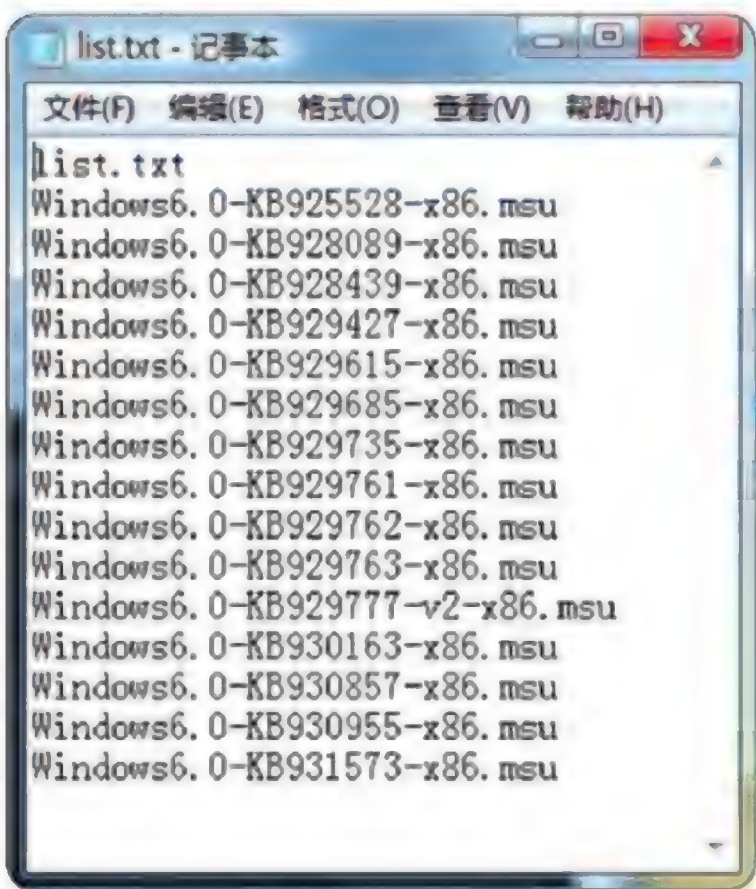 list.txt - 记事本
文件(F) 编辑(E) 格式(O) 查看(V) 帮助(H)
list.txt
Windows6.0-KB925528-x86.msu
Windows6.0-KB928089-x86.msu
Windows6.0-KB928439-x86.msu
Windows6.0-KB929427-x86.msu
Windows6.0-KB929615-x86.msu
Windows6.0-KB929685-x86.msu
Windows6.0-KB929735-x86.msu
Windows6.0-KB929761-x86.msu
Windows6.0-KB929762-x86.msu
Windows6.0-KB929763-x86.msu
Windows6.0-KB929777-v2-x86.msu
Windows6.0-KB930163-x86.msu
Windows6.0-KB930857-x86.msu
Windows6.0-KB930955-x86.msu
Windows6.0-KB931573-x86.msu